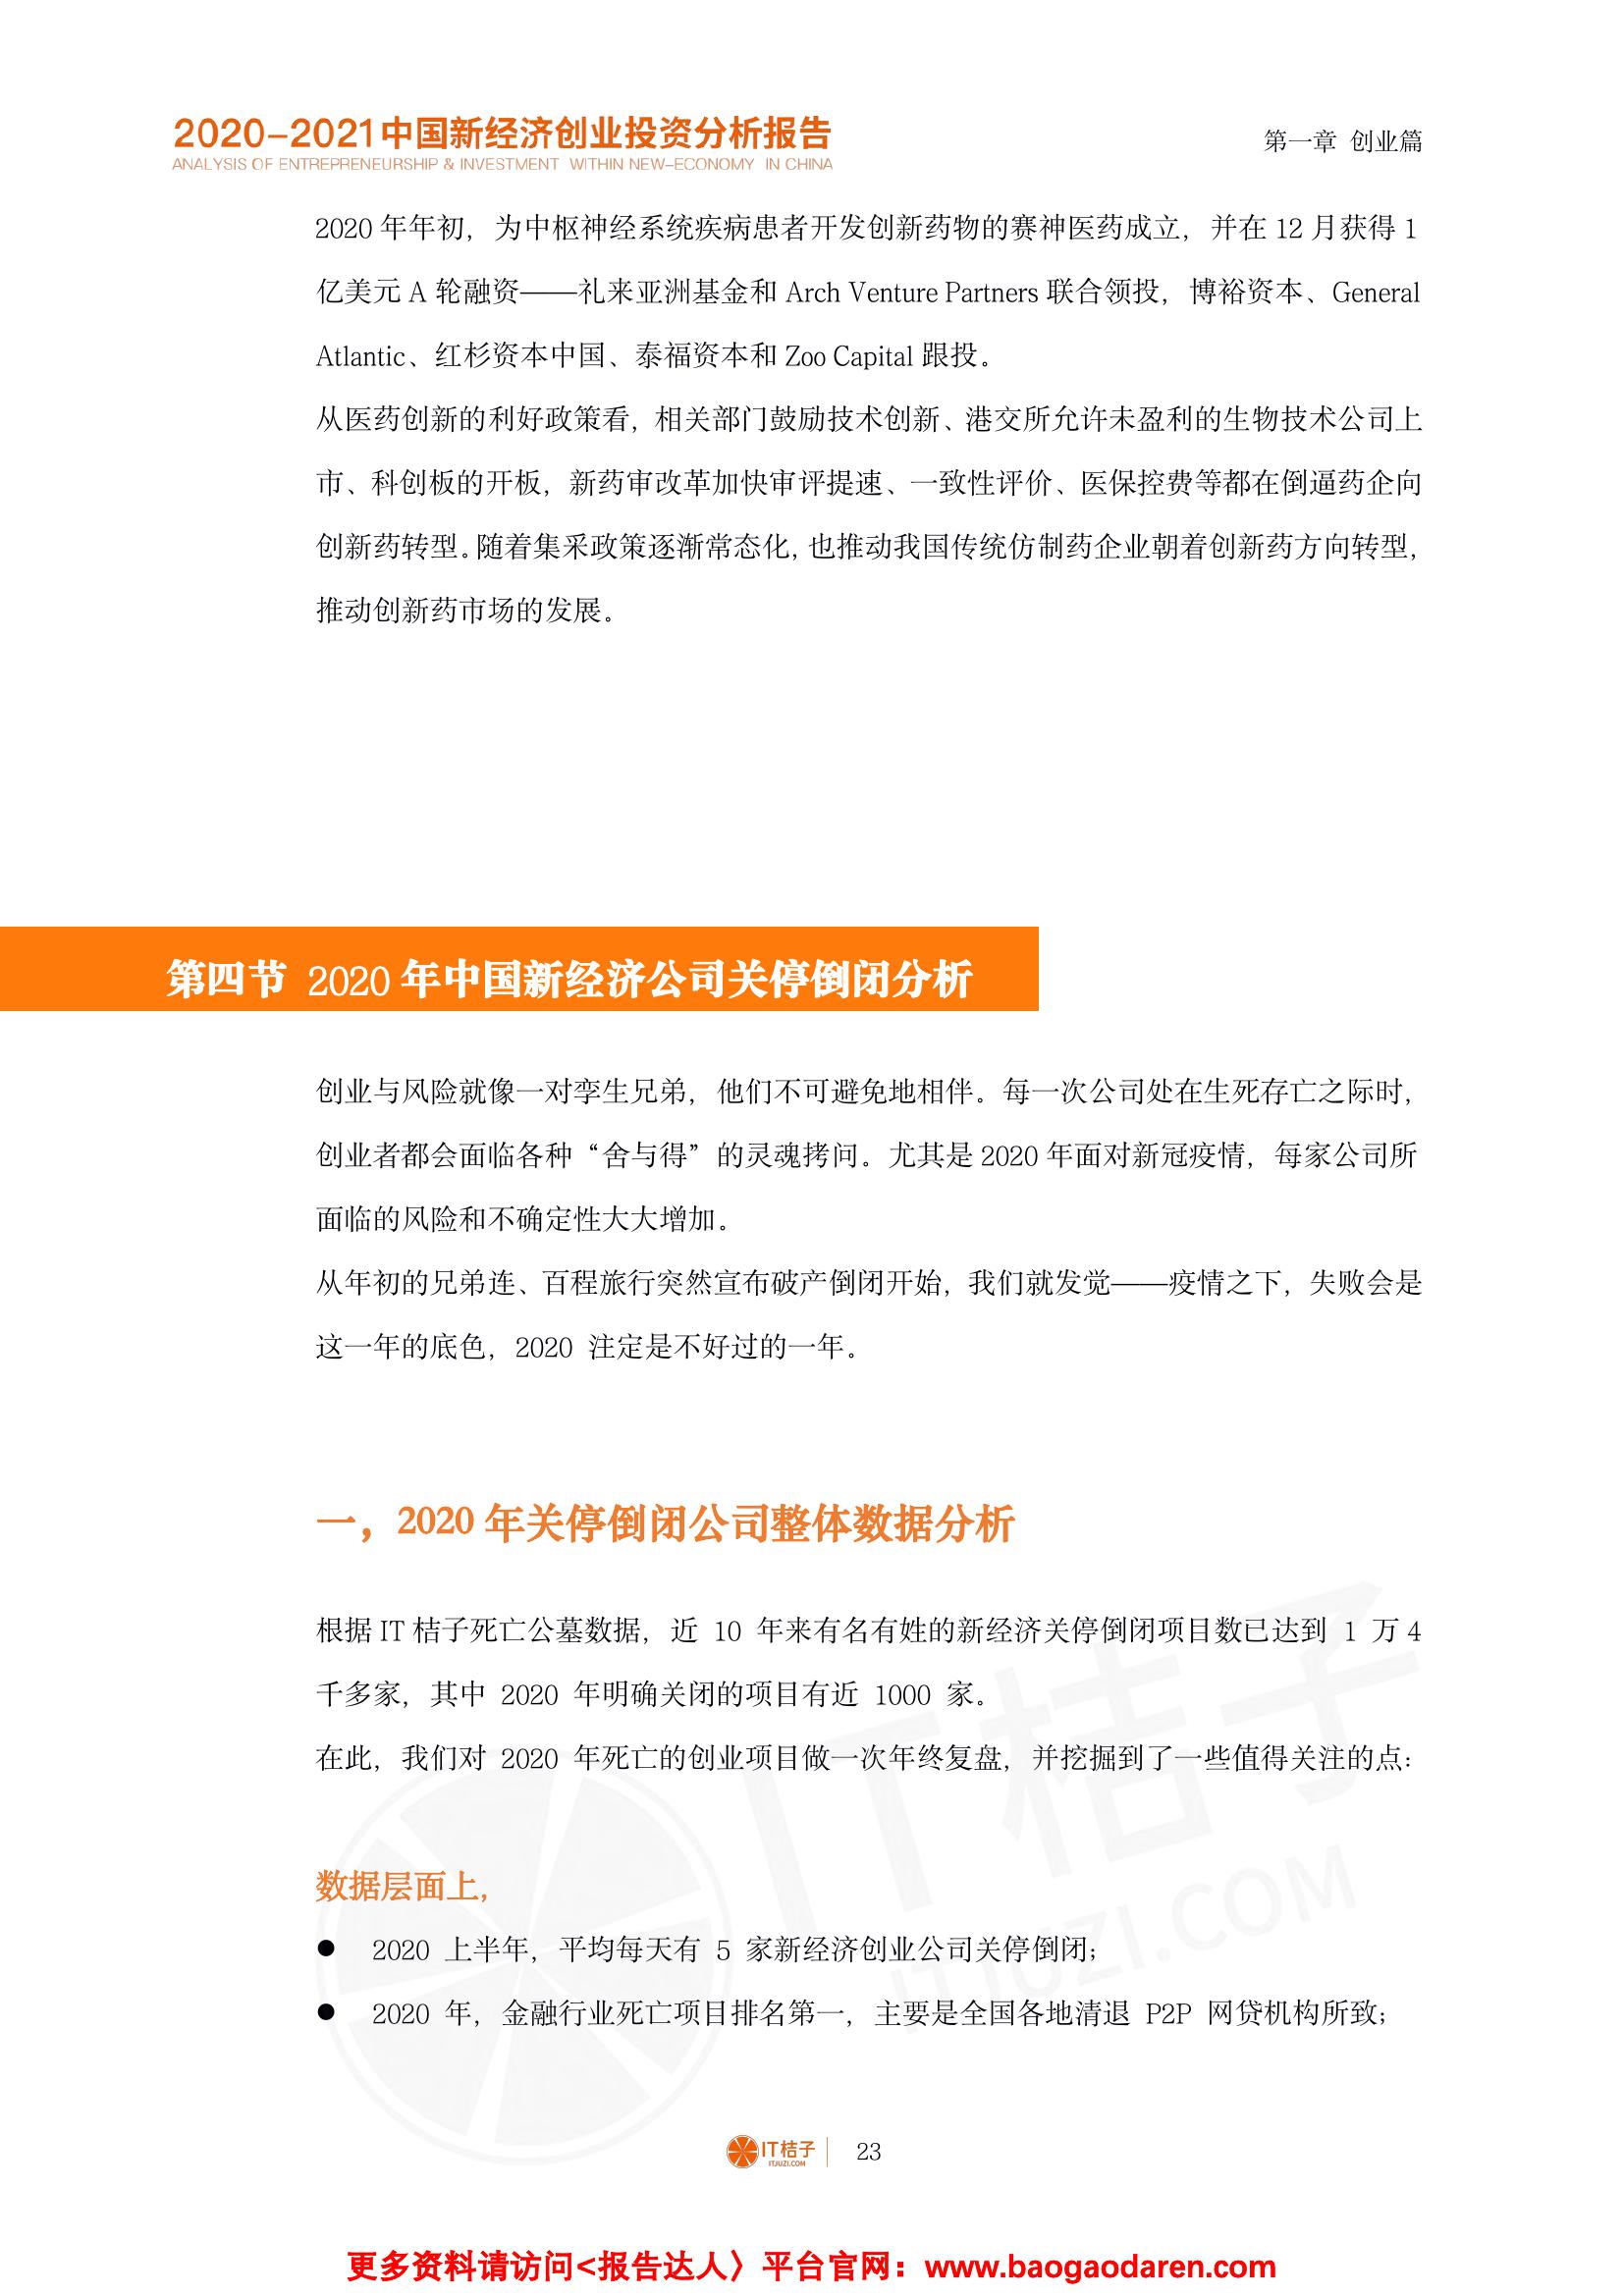 2020-2021中国新经济创业投资分析报告
ANALYSIS OF ENTREPRENEURSHIP & INVESTMENT WITHIN NEW-ECONOMY IN CHINA
第一章 创业篇
2020 年年初，为中枢神经系统疾病患者开发创新药物的赛神医药成立，并在 12 月获得 1
亿美元 A 轮融资——礼来亚洲基金和 Arch Venture Partners 联合领投，博裕资本、General
Atlantic、红杉资本中国、泰福资本和 Zoo Capital 跟投。
从医药创新的利好政策看，相关部门鼓励技术创新、港交所允许未盈利的生物技术公司上
市、科创板的开板，新药审改革加快审评提速、一致性评价、医保控费等都在倒逼药企向
创新药转型。随着集采政策逐渐常态化，也推动我国传统仿制药企业朝着创新药方向转型，
推动创新药市场的发展。
第四节 2020 年中国新经济公司关停倒闭分析
创业与风险就像一对孪生兄弟，他们不可避免地相伴。每一次公司处在生死存亡之际时，
创业者都会面临各种“舍与得”的灵魂拷问。尤其是 2020 年面对新冠疫情，每家公司所
面临的风险和不确定性大大增加。
从年初的兄弟连、百程旅行突然宣布破产倒闭开始，我们就发觉——疫情之下，失败会是
这一年的底色，2020 注定是不好过的一年。
一，2020 年关停倒闭公司整体数据分析
根据 IT 桔子死亡公墓数据，近 10 年来有名有姓的新经济关停倒闭项目数已达到 1 万 4
千多家，其中 2020 年明确关闭的项目有近 1000 家。
在此，我们对 2020 年死亡的创业项目做一次年终复盘，并挖掘到了一些值得关注的点：
数据层面上，
● 2020 上半年，平均每天有 5 家新经济创业公司关停倒闭；
● 2020 年，金融行业死亡项目排名第一，主要是全国各地清退 P2P 网贷机构所致；
IT桔子
ITJUZI.COM
IT桔子
ITJUZI.COM
23
更多资料请访问<报告达人〉平台官网：www.baogaodaren.com